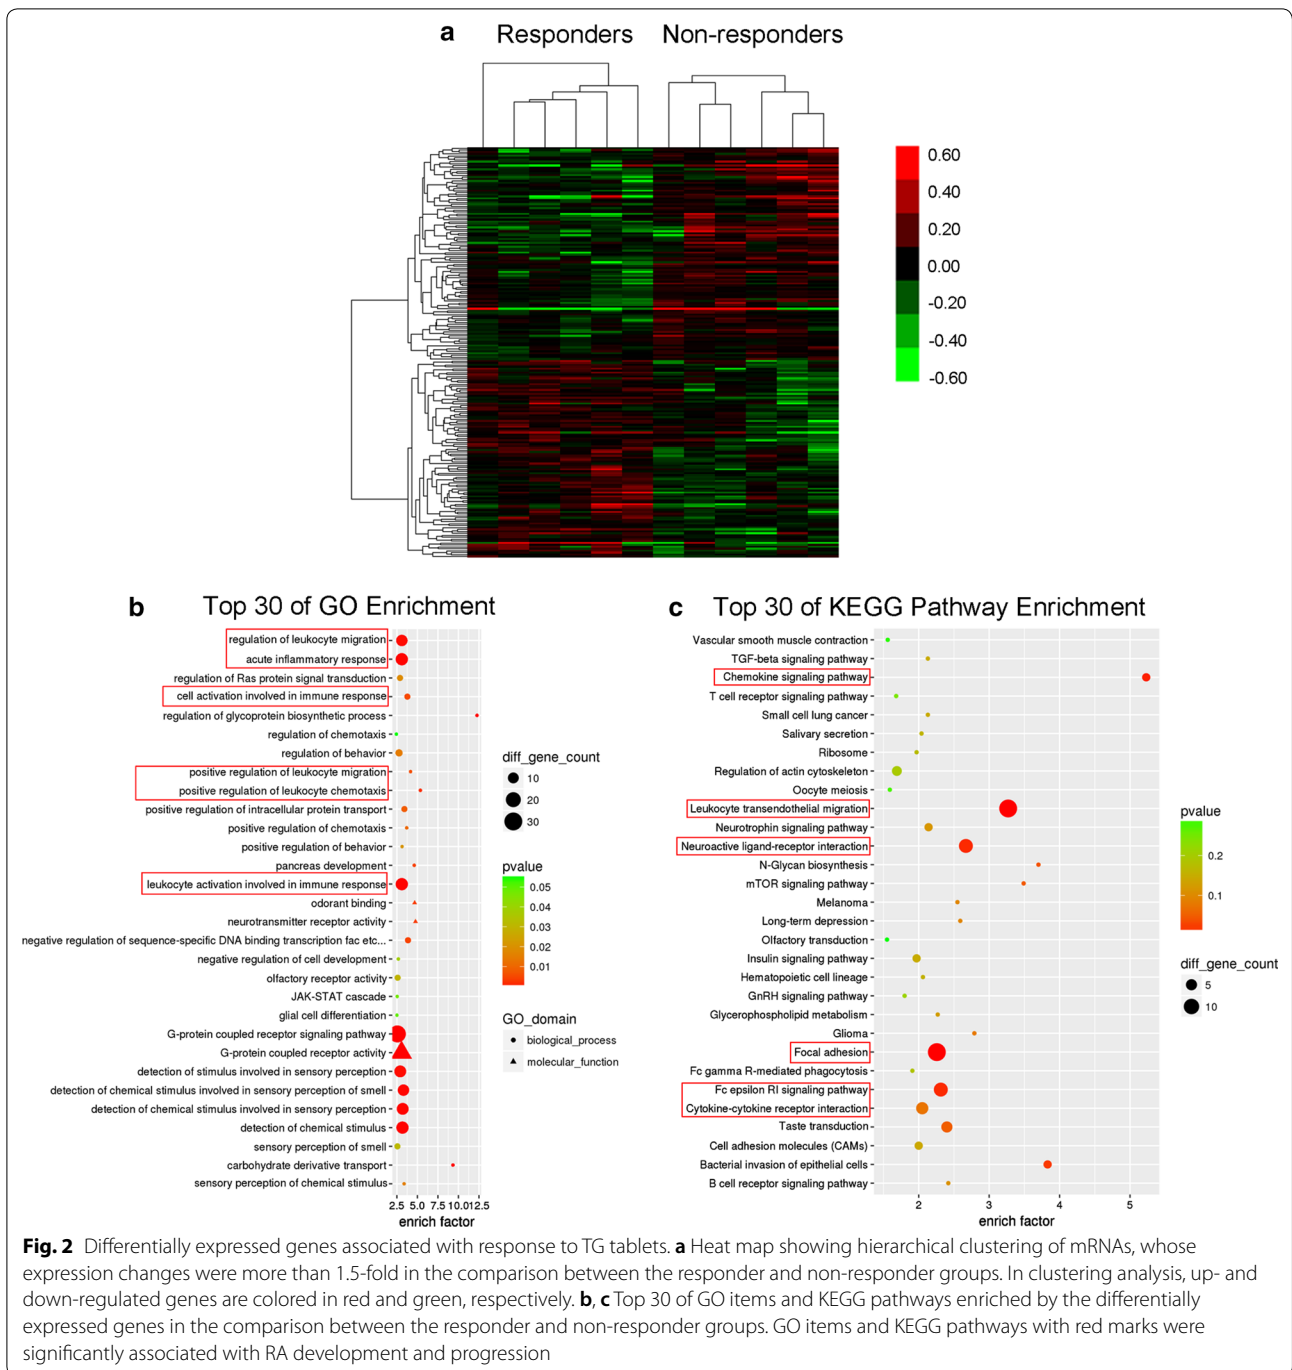 a
Responders
Non-responders
0.60
0.40
0.20
0.00
-0.20
-0.40
-0.60
b
Top 30 of GO Enrichment
regulation of leukocyte migration
acute inflammatory response
regulation of Ras protein signal transduction
cell activation involved in immune response
regulation of glycoprotein biosynthetic process
regulation of chemotaxis
regulation of behavior
positive regulation of leukocyte migration
positive regulation of leukocyte chemotaxis
positive regulation of intracellular protein transport
positive regulation of chemotaxis
positive regulation of behavior
pancreas development
leukocyte activation involved in immune response
odorant binding
neurotransmitter receptor activity
negative regulation of sequence-specific DNA binding transcription fac etc...
negative regulation of cell development
olfactory receptor activity
JAK-STAT cascade
glial cell differentiation
G-protein coupled receptor signaling pathway
G-protein coupled receptor activity
detection of stimulus involved in sensory perception
detection of chemical stimulus involved in sensory perception of smell
detection of chemical stimulus involved in sensory perception
detection of chemical stimulus
sensory perception of smell
carbohydrate derivative transport
sensory perception of chemical stimulus
2.5 5.0 7.5 10.0 12.5
enrich factor
diff_gene_count
10
20
30
pvalue
0.05
0.04
0.03
0.02
0.01
GO_domain
biological_process
molecular_function
c
Top 30 of KEGG Pathway Enrichment
Vascular smooth muscle contraction
TGF-beta signaling pathway
Chemokine signaling pathway
T cell receptor signaling pathway
Small cell lung cancer
Salivary secretion
Ribosome
Regulation of actin cytoskeleton
Oocyte meiosis
Leukocyte transendothelial migration
Neurotrophin signaling pathway
Neuroactive ligand-receptor interaction
N-Glycan biosynthesis
mTOR signaling pathway
Melanoma
Long-term depression
Olfactory transduction
Insulin signaling pathway
Hematopoietic cell lineage
GnRH signaling pathway
Glycerophospholipid metabolism
Glioma
Focal adhesion
Fc gamma R-mediated phagocytosis
Fc epsilon RI signaling pathway
Cytokine-cytokine receptor interaction
Taste transduction
Cell adhesion molecules (CAMs)
Bacterial invasion of epithelial cells
B cell receptor signaling pathway
2 3 4 5
enrich factor
pvalue
0.2
0.1
diff_gene_count
5
10
Fig. 2 Differentially expressed genes associated with response to TG tablets. a Heat map showing hierarchical clustering of mRNAs, whose
expression changes were more than 1.5-fold in the comparison between the responder and non-responder groups. In clustering analysis, up- and
down-regulated genes are colored in red and green, respectively. b, c Top 30 of GO items and KEGG pathways enriched by the differentially
expressed genes in the comparison between the responder and non-responder groups. GO items and KEGG pathways with red marks were
significantly associated with RA development and progression